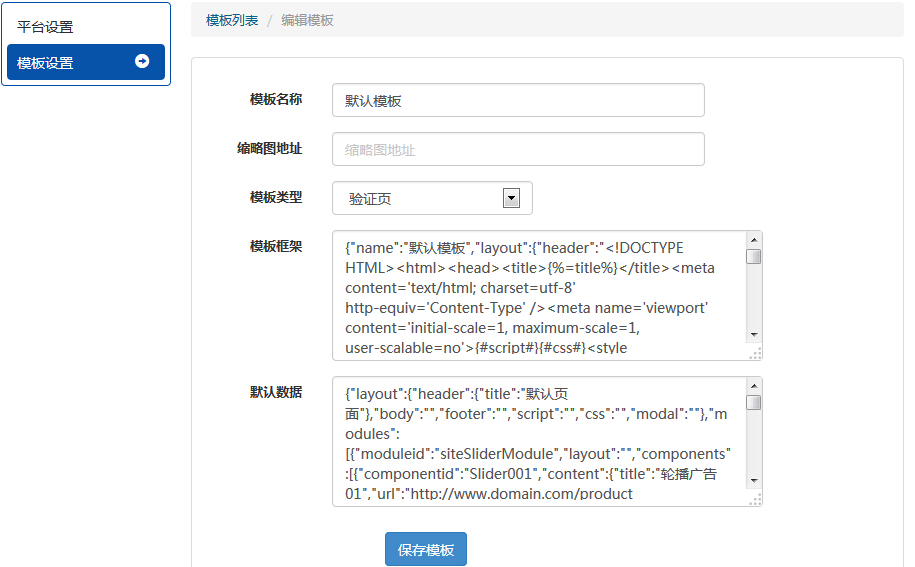 平台设置
模板设置
模板列表 / 编辑模板
模板名称
默认模板
缩略图地址
缩略图地址
模板类型
验证页
模板框架
{"name":"默认模板","layout":{"header":"<!DOCTYPE
HTML><html><head><title>{%=title%}</title><meta
content='text/html; charset=utf-8'
http-equiv='Content-Type' /><meta name='viewport'
content='initial-scale=1, maximum-scale=1,
user-scalable=no'>{#script#}{#css#}<style
默认数据
{"layout":{"header":{"title":"默认页
面"},"body":"","footer":"","script":"","css":"","modal":""},"m
odules":
[{"moduleid":"siteSliderModule","layout":"","components"
:[{"componentid":"Slider001","content":{"title":"轮播广告
01","url":"http://www.domain.com/product
保存模板